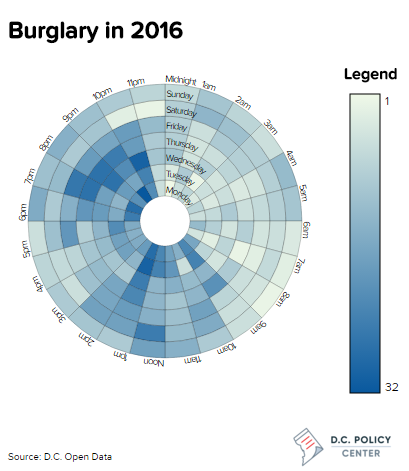 Burglary in 2016
Legend
1
32
Midnight
1am
2am
3am
4am
5am
6am
7am
8am
9am
10am
11am
Noon
1pm
2pm
3pm
4pm
5pm
6pm
7pm
8pm
9pm
10pm
11pm
Sunday
Saturday
Friday
Thursday
Wednesday
Tuesday
Monday
D.C. POLICY
CENTER
Source: D.C. Open Data